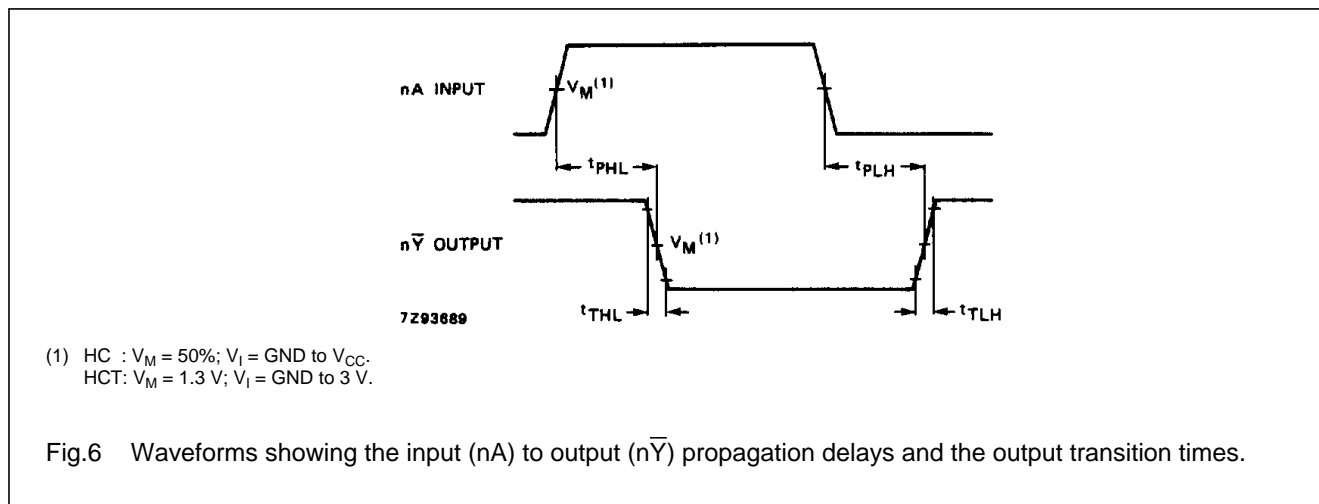 nA INPUT
V_M^(1)
t_PHL
t_PLH
nY̅ OUTPUT
V_M^(1)
t_THL
t_TLH
7Z93689
(1) HC : V_M = 50%; V_I = GND to V_CC.
HCT: V_M = 1.3 V; V_I = GND to 3 V.
Fig.6 Waveforms showing the input (nA) to output (nY̅) propagation delays and the output transition times.